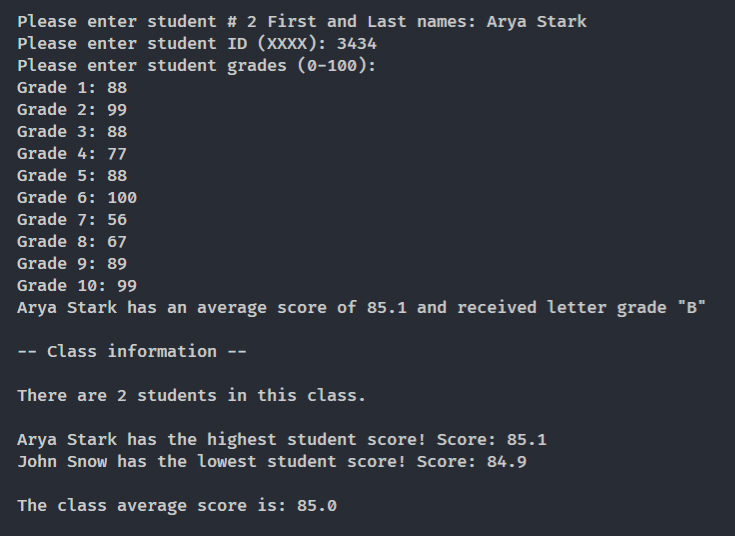 Please enter student # 2 First and Last names: Arya Stark
Please enter student ID (XXXX): 3434
Please enter student grades (0-100):
Grade 1: 88
Grade 2: 99
Grade 3: 88
Grade 4: 77
Grade 5: 88
Grade 6: 100
Grade 7: 56
Grade 8: 67
Grade 9: 89
Grade 10: 99
Arya Stark has an average score of 85.1 and received letter grade "B"
-- Class information --
There are 2 students in this class.
Arya Stark has the highest student score! Score: 85.1
John Snow has the lowest student score! Score: 84.9
The class average score is: 85.0